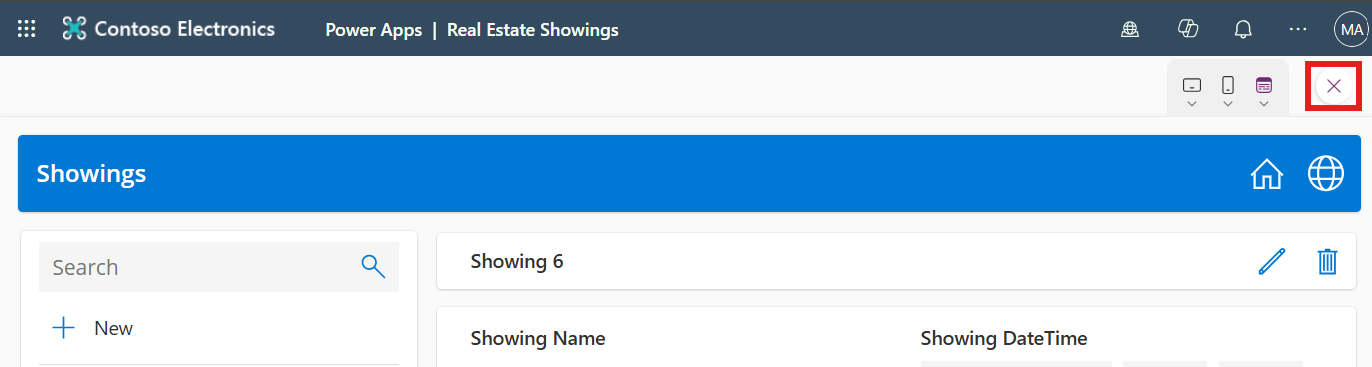 Contoso Electronics Power Apps | Real Estate Showings MA
Showings
Search
Showing 6
New
Showing Name Showing DateTime